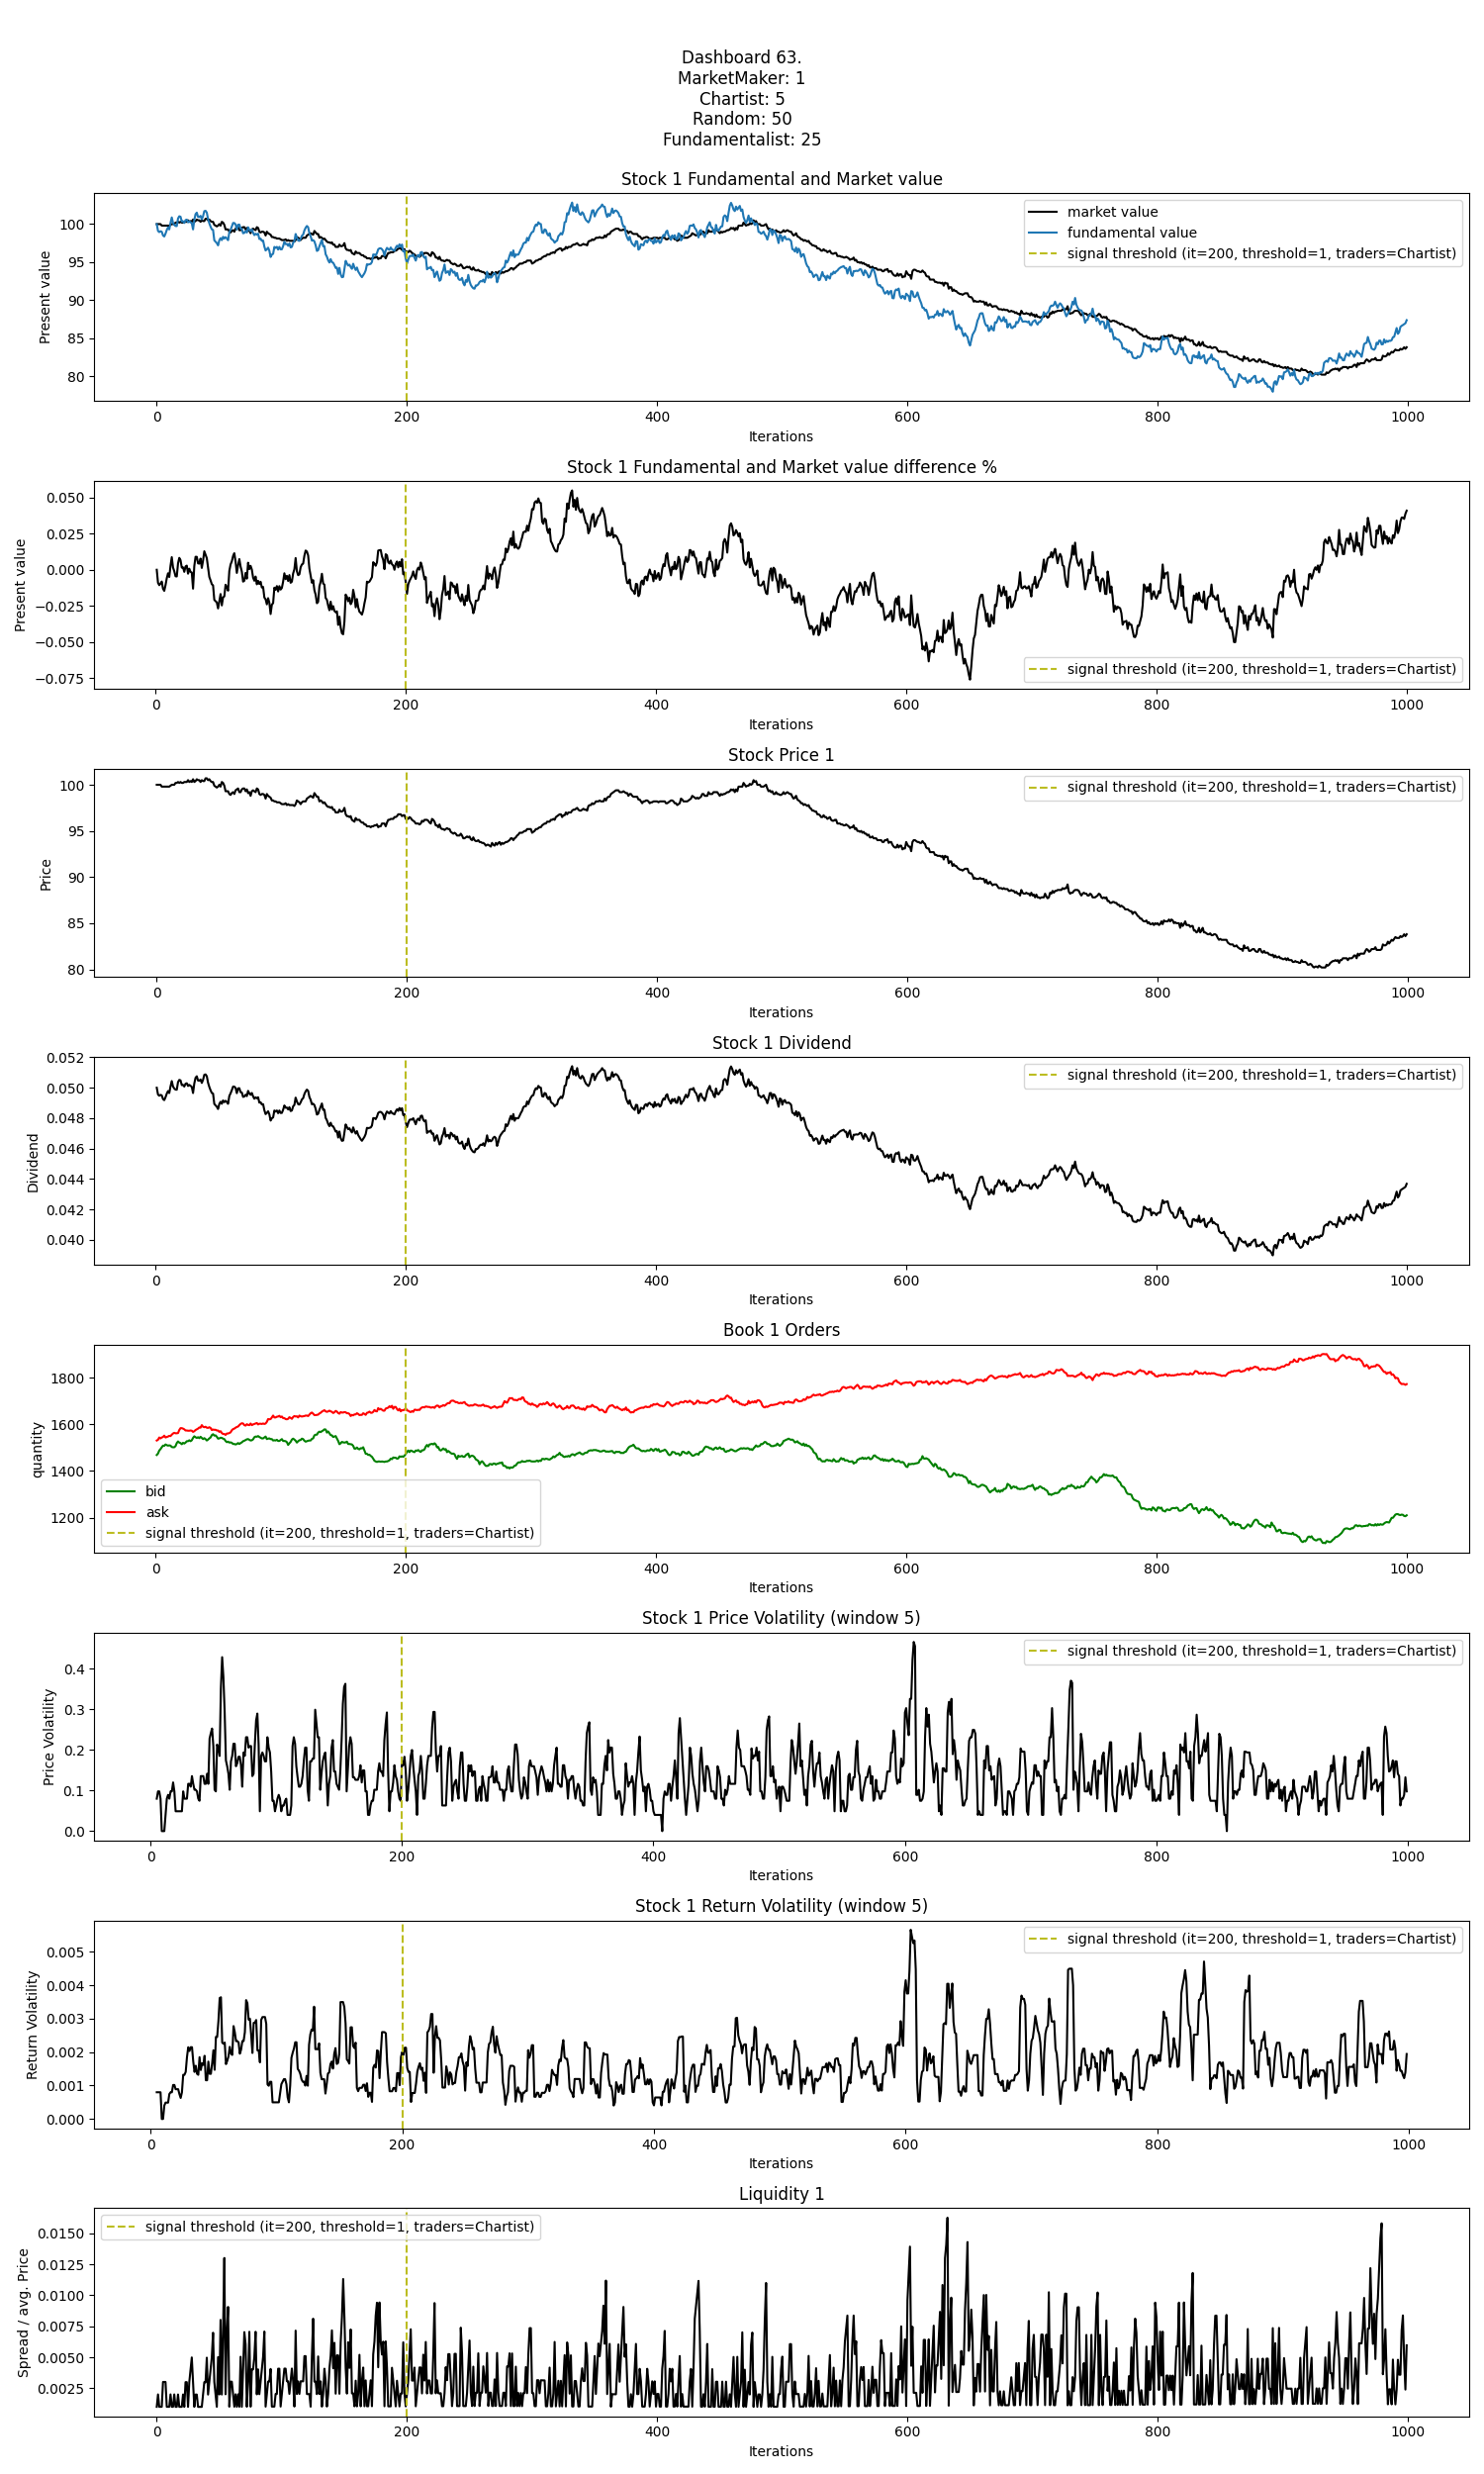 Dashboard 63.
MarketMaker: 1
Chartist: 5
Random: 50
Fundamentalist: 25
Stock 1 Fundamental and Market value
Present value
100
95
90
85
80
market value
fundamental value
signal threshold (it=200, threshold=1, traders=Chartist)
0 200 400 600 800 1000
Iterations
Stock 1 Fundamental and Market value difference %
Present value
0.050
0.025
0.000
−0.025
−0.050
−0.075
signal threshold (it=200, threshold=1, traders=Chartist)
0 200 400 600 800 1000
Iterations
Stock Price 1
Price
100
95
90
85
80
signal threshold (it=200, threshold=1, traders=Chartist)
0 200 400 600 800 1000
Iterations
Stock 1 Dividend
Dividend
0.052
0.050
0.048
0.046
0.044
0.042
0.040
signal threshold (it=200, threshold=1, traders=Chartist)
0 200 400 600 800 1000
Iterations
Book 1 Orders
quantity
1800
1600
1400
1200
bid
ask
signal threshold (it=200, threshold=1, traders=Chartist)
0 200 400 600 800 1000
Iterations
Stock 1 Price Volatility (window 5)
Price Volatility
0.4
0.3
0.2
0.1
0.0
signal threshold (it=200, threshold=1, traders=Chartist)
0 200 400 600 800 1000
Iterations
Stock 1 Return Volatility (window 5)
Return Volatility
0.005
0.004
0.003
0.002
0.001
0.000
signal threshold (it=200, threshold=1, traders=Chartist)
0 200 400 600 800 1000
Iterations
Liquidity 1
Spread / avg. Price
0.0150
0.0125
0.0100
0.0075
0.0050
0.0025
signal threshold (it=200, threshold=1, traders=Chartist)
0 200 400 600 800 1000
Iterations